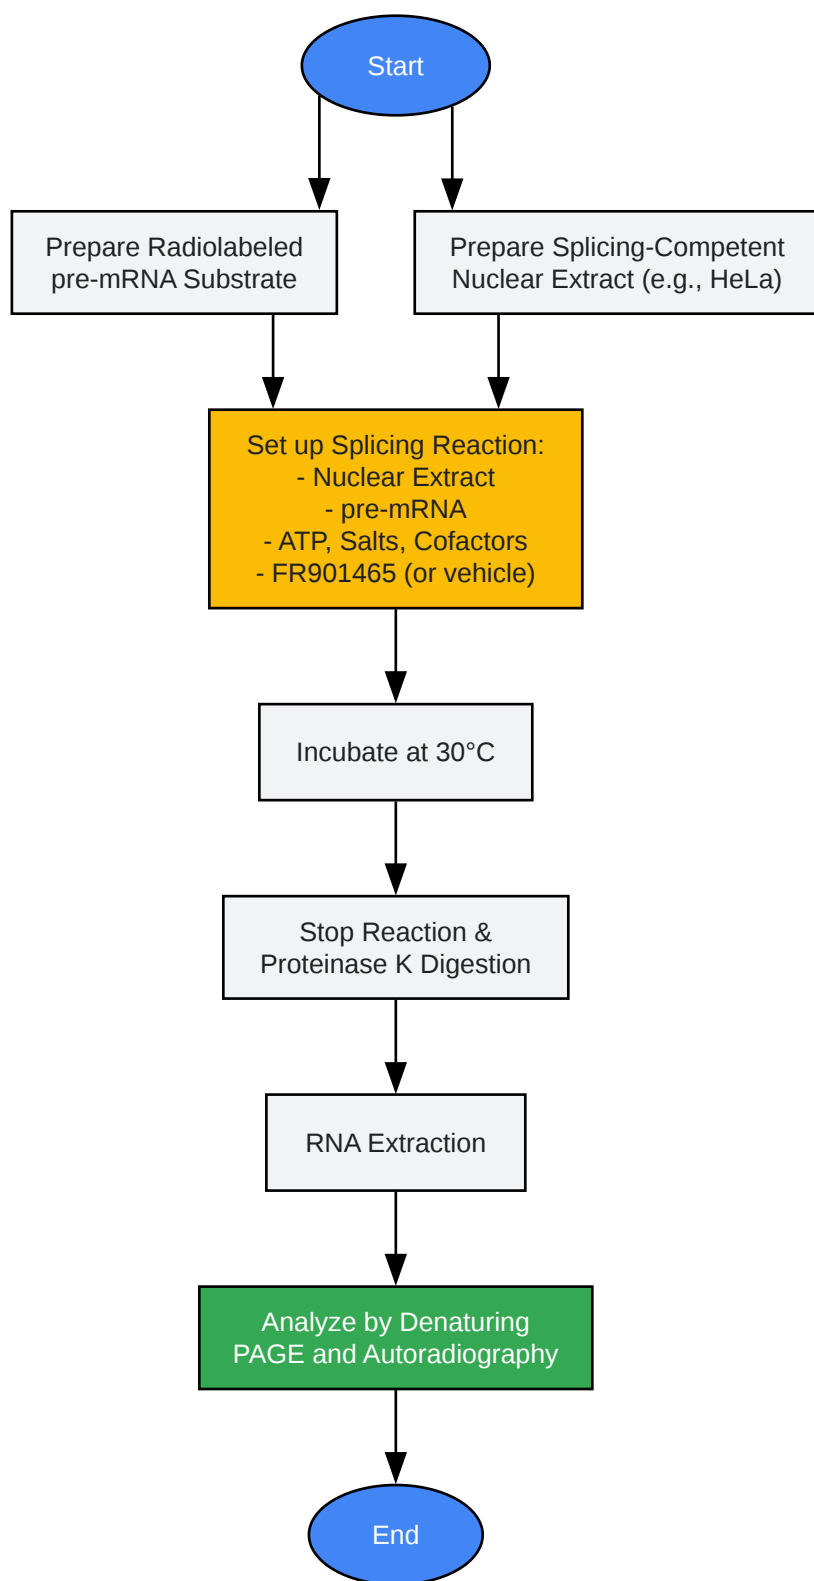 Start
Prepare Radiolabeled
pre-mRNA Substrate
Prepare Splicing-Competent
Nuclear Extract (e.g., HeLa)
Set up Splicing Reaction:
- Nuclear Extract
- pre-mRNA
- ATP, Salts, Cofactors
- FR901465 (or vehicle)
Incubate at 30°C
Stop Reaction &
Proteinase K Digestion
RNA Extraction
Analyze by Denaturing
PAGE and Autoradiography
End